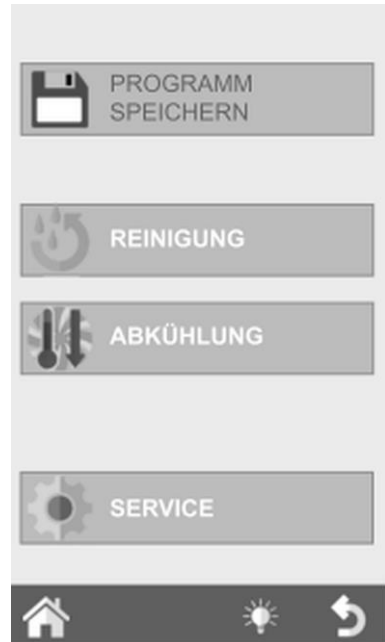 PROGRAMM
SPEICHERN
REINIGUNG
ABKÜHLUNG
SERVICE